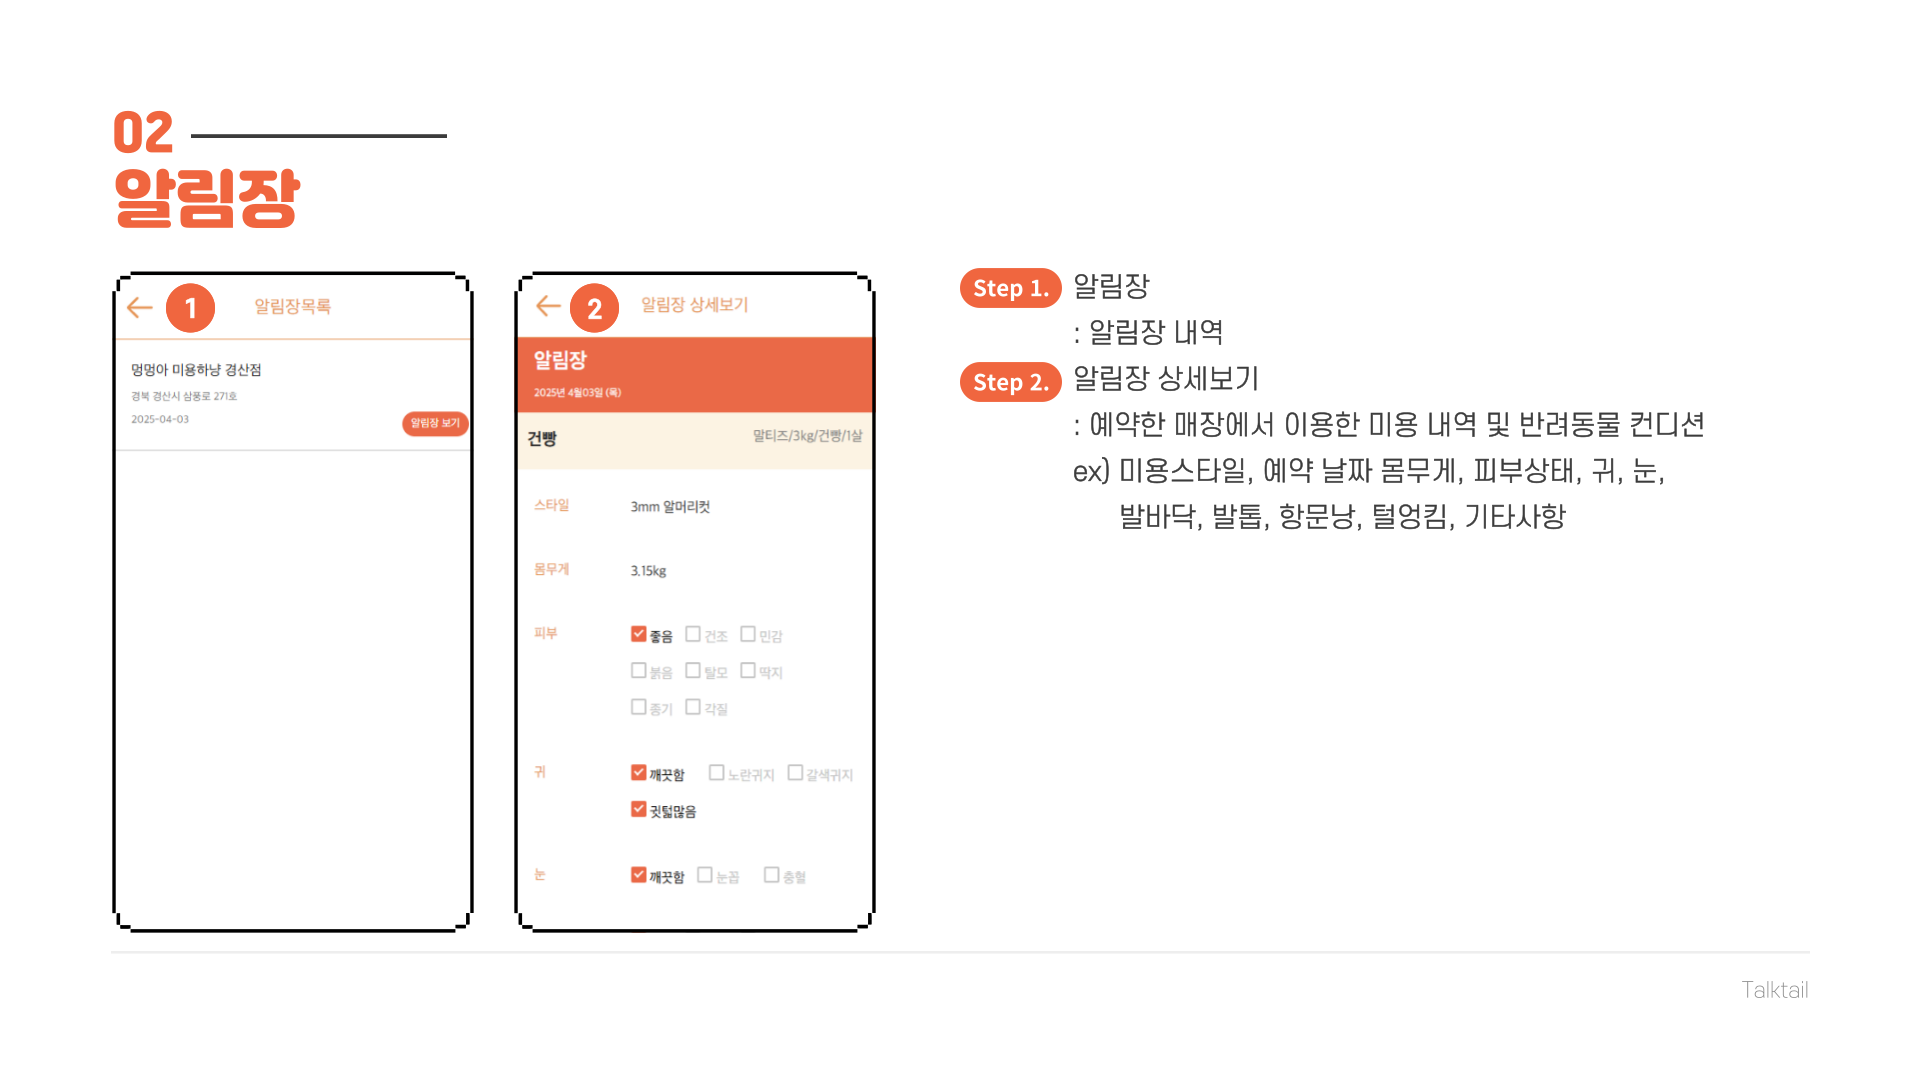 02
알림장
1
알림장목록
멍멍아 미용하냥 경산점
경북 경산시 삼풍로 271호
2025-04-03
알림장 보기
2
알림장 상세보기
알림장
2025년 4월03일 (목)
건빵
말티즈/3kg/건빵/1살
스타일
3mm 알머리컷
몸무게
3.15kg
피부
좋음 건조 민감
붉음 탈모 딱지
종기 각질
귀
깨끗함 노란귀지 갈색귀지
귓털많음
눈
깨끗함 눈꼽 충혈
Step 1. 알림장
: 알림장 내역
Step 2. 알림장 상세보기
: 예약한 매장에서 이용한 미용 내역 및 반려동물 컨디션
ex) 미용스타일, 예약 날짜 몸무게, 피부상태, 귀, 눈,
발바닥, 발톱, 항문낭, 털엉킴, 기타사항
Talktail